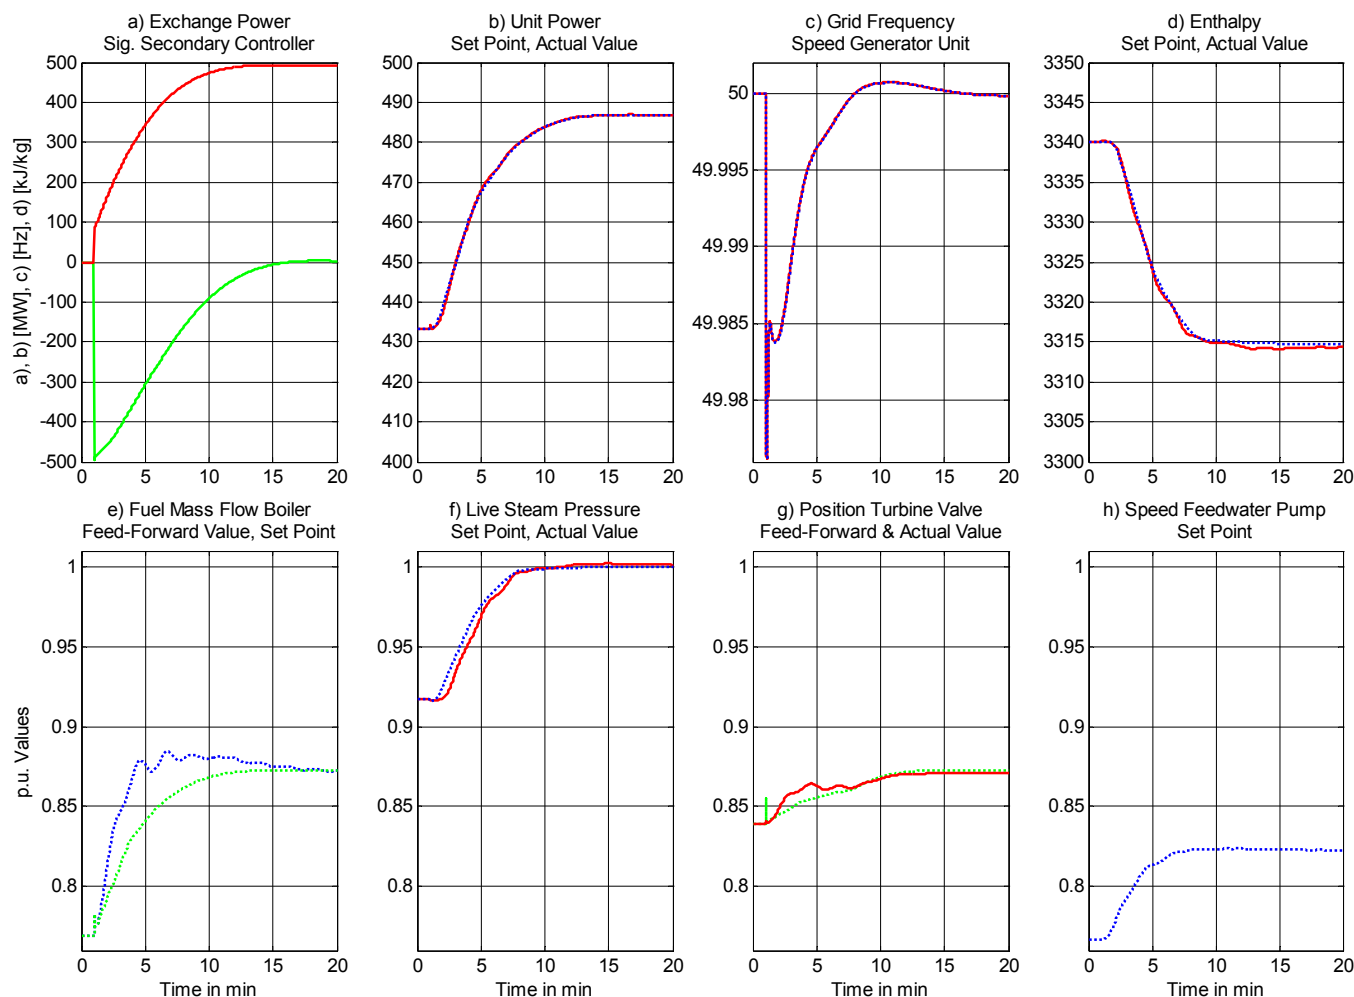 a) Exchange Power
Sig. Secondary Controller
b) Unit Power
Set Point, Actual Value
c) Grid Frequency
Speed Generator Unit
d) Enthalpy
Set Point, Actual Value
a), b) [MW], c) [Hz], d) [kJ/kg]
500
400
300
200
100
0
-100
-200
-300
-400
-500
0 5 10 15 20
500
490
480
470
460
450
440
430
420
410
400
0 5 10 15 20
50
49.995
49.99
49.985
49.98
0 5 10 15 20
3350
3345
3340
3335
3330
3325
3320
3315
3310
3305
3300
0 5 10 15 20
e) Fuel Mass Flow Boiler
Feed-Forward Value, Set Point
f) Live Steam Pressure
Set Point, Actual Value
g) Position Turbine Valve
Feed-Forward & Actual Value
h) Speed Feedwater Pump
Set Point
p.u. Values
1
0.95
0.9
0.85
0.8
0 5 10 15 20
Time in min
1
0.95
0.9
0.85
0.8
0 5 10 15 20
Time in min
1
0.95
0.9
0.85
0.8
0 5 10 15 20
Time in min
1
0.95
0.9
0.85
0.8
0 5 10 15 20
Time in min